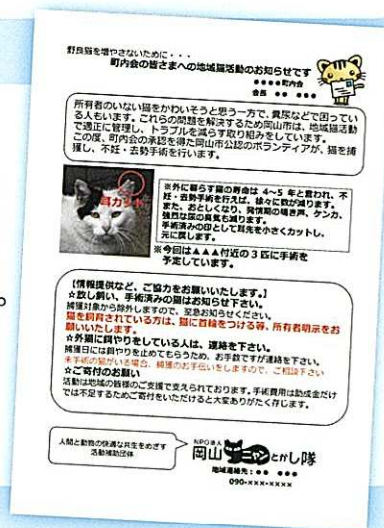 野良猫を増やさないために・・・
町内会の皆さまへの地域猫活動のお知らせです
●●●●町内会
会長 ●● ●●●
所有者のいない猫をかわいそうと思う一方で、糞尿などで困ってい
る人もいます。これらの問題を解決するため岡山市は、地域猫活動
で適正に管理し、トラブルを減らす取り組みをしています。
この度、町内会の承認を得た岡山市公認のボランティアが、猫を捕
獲し、不妊・去勢手術を行います。
耳カット
※外に暮らす猫の寿命は 4~5 年と言われ、不
妊・去勢手術を行えば、徐々に数が減ります。
また、おとしくなり、発情期の鳴き声、ケンカ、
強烈な尿の臭気も減ります。
手術済みの印として耳先を小さくカットし、
元に戻します。
※今回は▲▲▲付近の 3 匹に手術を
予定しています。
【情報提供など、ご協力をお願いいたします。】
☆放し飼い、手術済みの猫はお知らせ下さい。
捕獲対象から除外しますので、至急お知らせください。
猫を飼育されている方は、猫に首輪をつける等、所有者明示をお
願いいたします。
☆外猫に餌やりをしている人は、連絡を下さい。
捕獲日には餌やりを止めてもらうため、お手数ですが連絡を下さい。
未手術の猫がいる場合、捕獲のお手伝いをしますので、ご相談下さい
☆ご寄付のお願い
活動は地域の皆様のご支援で支えられております。手術費用は助成金だけ
では不足するためご寄付をいただけると大変ありがたく存じます。
人間と動物の快適な共生をめざす
活動補助団体
NPO法人
岡山ニャンとかし隊
地域連絡先:●● ●●●
090-×××-××××